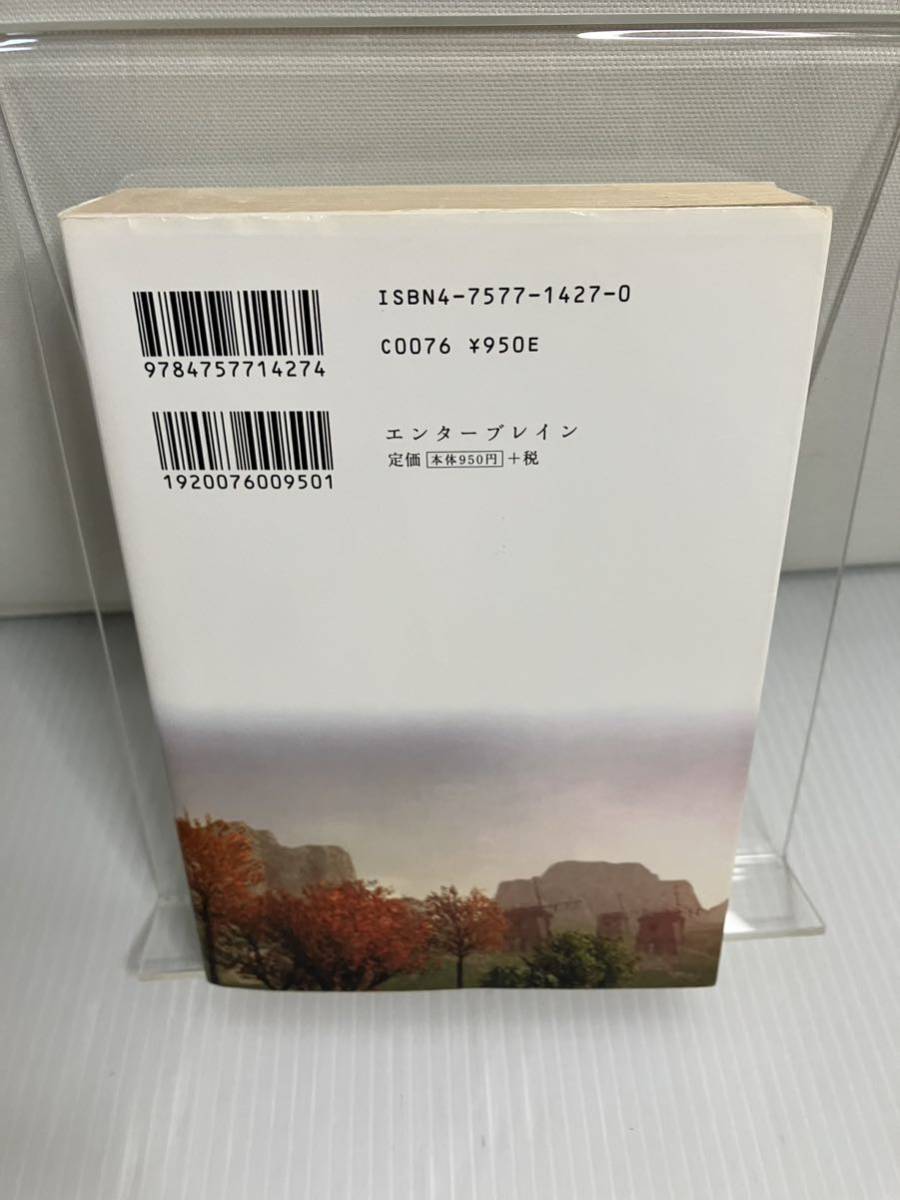 ISBN4-7577-1427-0
9784757714274
C0076 ¥950E
エンターブレイン
定価 本体950円 +税
1920076009501